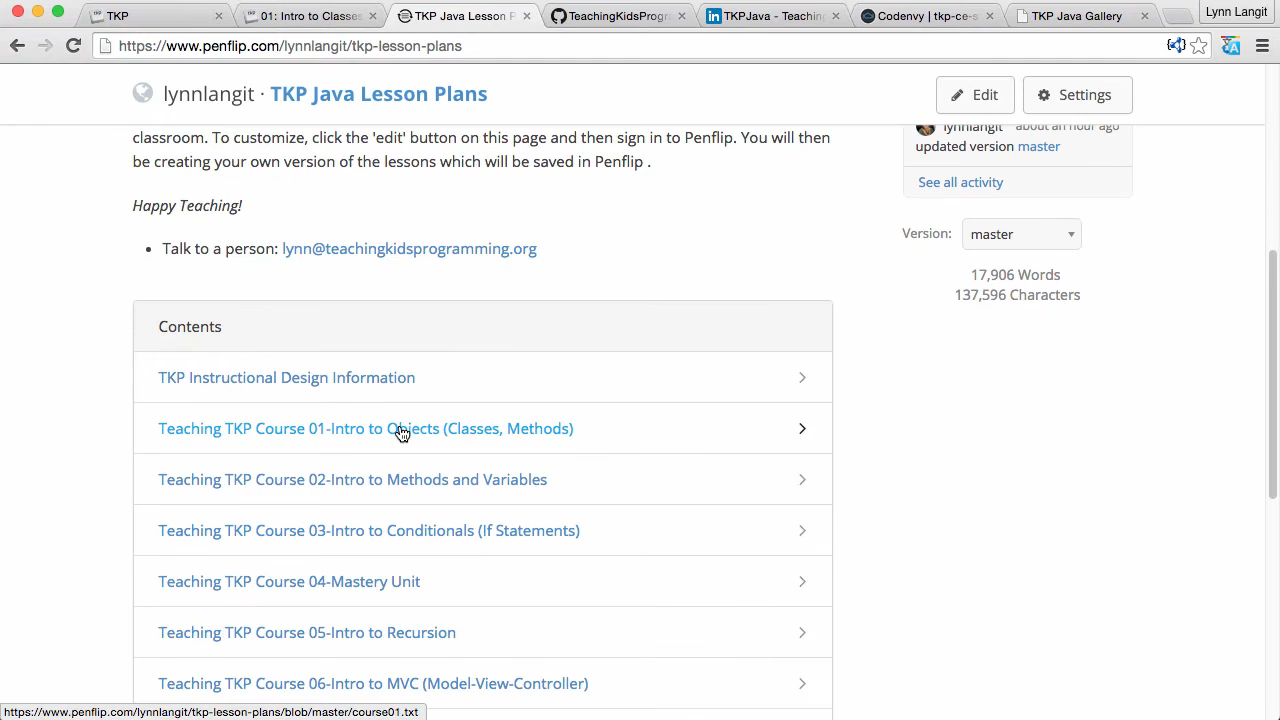 TKP
01: Intro to Classes,
TKP Java Lesson P
TeachingKidsProgr
TKPJava - Teaching
Codenvy | tkp-ce-s
TKP Java Gallery
Lynn Langit
https://www.penflip.com/lynnlangit/tkp-lesson-plans
lynnlangit · TKP Java Lesson Plans
Edit
Settings
classroom. To customize, click the 'edit' button on this page and then sign in to Penflip. You will then
be creating your own version of the lessons which will be saved in Penflip .
Happy Teaching!
• Talk to a person: lynn@teachingkidsprogramming.org
lynnlangit about an hour ago
updated version master
See all activity
Version: master
17,906 Words
137,596 Characters
Contents
TKP Instructional Design Information
Teaching TKP Course 01-Intro to Objects (Classes, Methods)
Teaching TKP Course 02-Intro to Methods and Variables
Teaching TKP Course 03-Intro to Conditionals (If Statements)
Teaching TKP Course 04-Mastery Unit
Teaching TKP Course 05-Intro to Recursion
Teaching TKP Course 06-Intro to MVC (Model-View-Controller)
https://www.penflip.com/lynnlangit/tkp-lesson-plans/blob/master/course01.txt